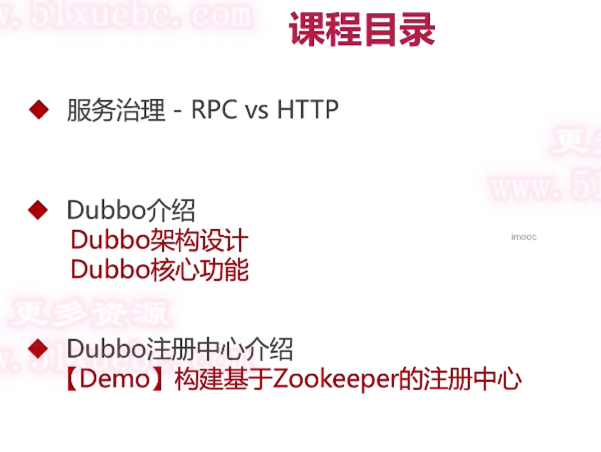 www.51xuebc.com
课程目录
服务治理 - RPC vs HTTP
更多
www.51
Dubbo介绍
Dubbo架构设计
imooc
Dubbo核心功能
更多资源
Dubbo注册中心介绍
www.51xuebc.com
【Demo】构建基于Zookeeper的注册中心